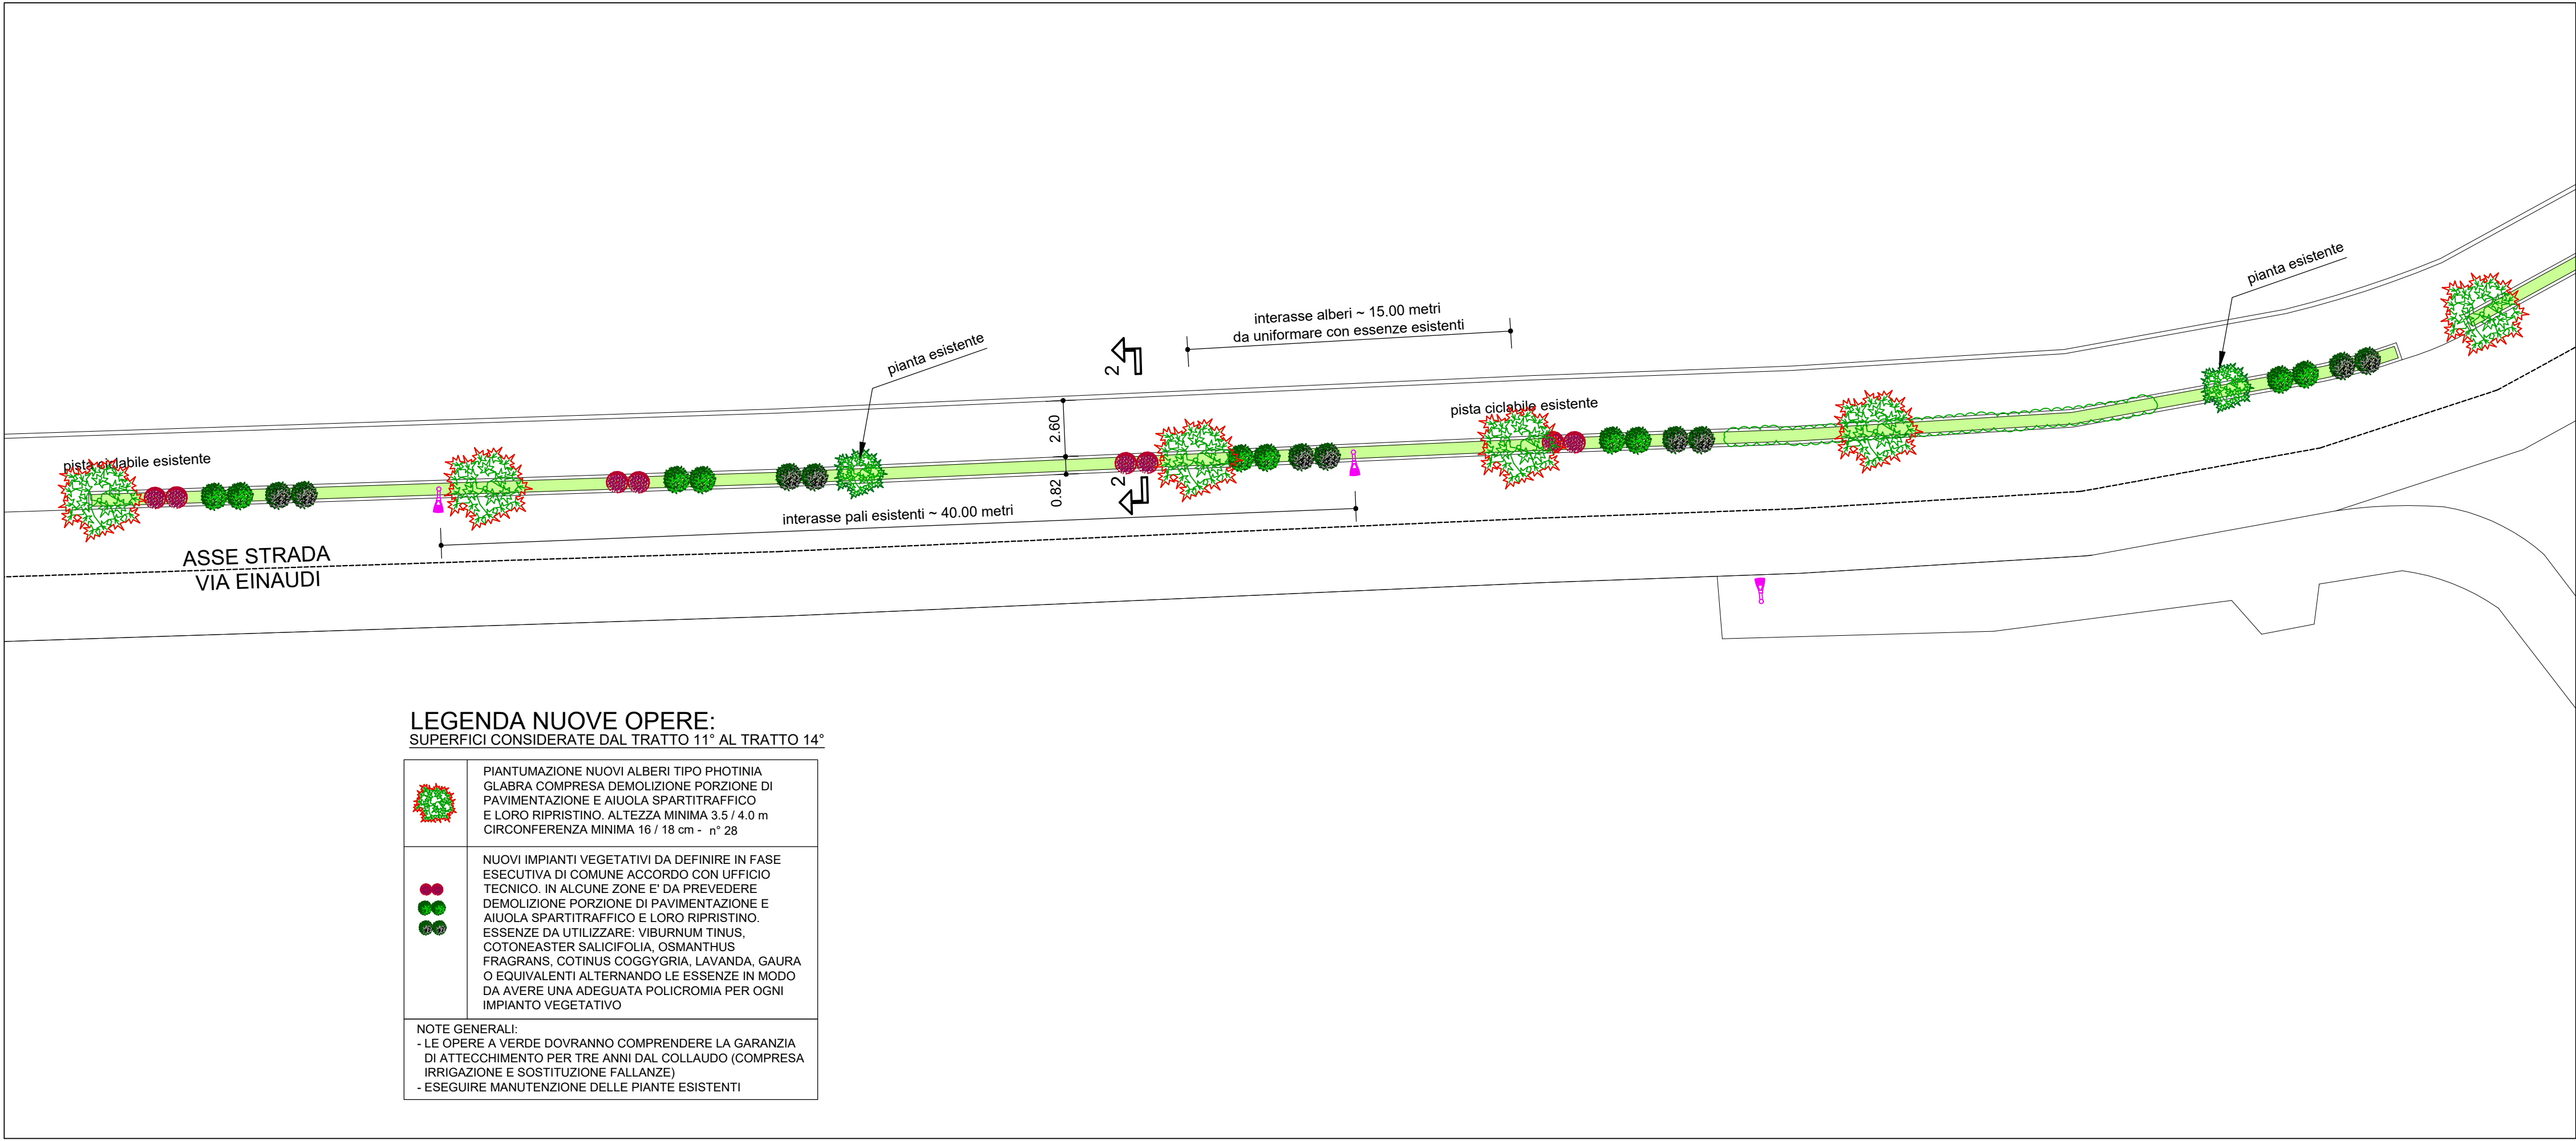 pianta esistente
interasse alberi ~ 15.00 metri
da uniformare con essenze esistenti
pianta esistente
2
2.60
pista ciclabile esistente
pista ciclabile esistente
2
0.82
interasse pali esistenti ~ 40.00 metri
ASSE STRADA
VIA EINAUDI
LEGENDA NUOVE OPERE:
SUPERFICI CONSIDERATE DAL TRATTO 11° AL TRATTO 14°
PIANTUMAZIONE NUOVI ALBERI TIPO PHOTINIA
GLABRA COMPRESA DEMOLIZIONE PORZIONE DI
PAVIMENTAZIONE E AIUOLA SPARTITRAFFICO
E LORO RIPRISTINO. ALTEZZA MINIMA 3.5 / 4.0 m
CIRCONFERENZA MINIMA 16 / 18 cm - n° 28
NUOVI IMPIANTI VEGETATIVI DA DEFINIRE IN FASE
ESECUTIVA DI COMUNE ACCORDO CON UFFICIO
TECNICO. IN ALCUNE ZONE E' DA PREVEDERE
DEMOLIZIONE PORZIONE DI PAVIMENTAZIONE E
AIUOLA SPARTITRAFFICO E LORO RIPRISTINO.
ESSENZE DA UTILIZZARE: VIBURNUM TINUS,
COTONEASTER SALICIFOLIA, OSMANTHUS
FRAGRANS, COTINUS COGGYGRIA, LAVANDA, GAURA
O EQUIVALENTI ALTERNANDO LE ESSENZE IN MODO
DA AVERE UNA ADEGUATA POLICROMIA PER OGNI
IMPIANTO VEGETATIVO
NOTE GENERALI:
- LE OPERE A VERDE DOVRANNO COMPRENDERE LA GARANZIA
DI ATTECCHIMENTO PER TRE ANNI DAL COLLAUDO (COMPRESA
IRRIGAZIONE E SOSTITUZIONE FALLANZE)
- ESEGUIRE MANUTENZIONE DELLE PIANTE ESISTENTI